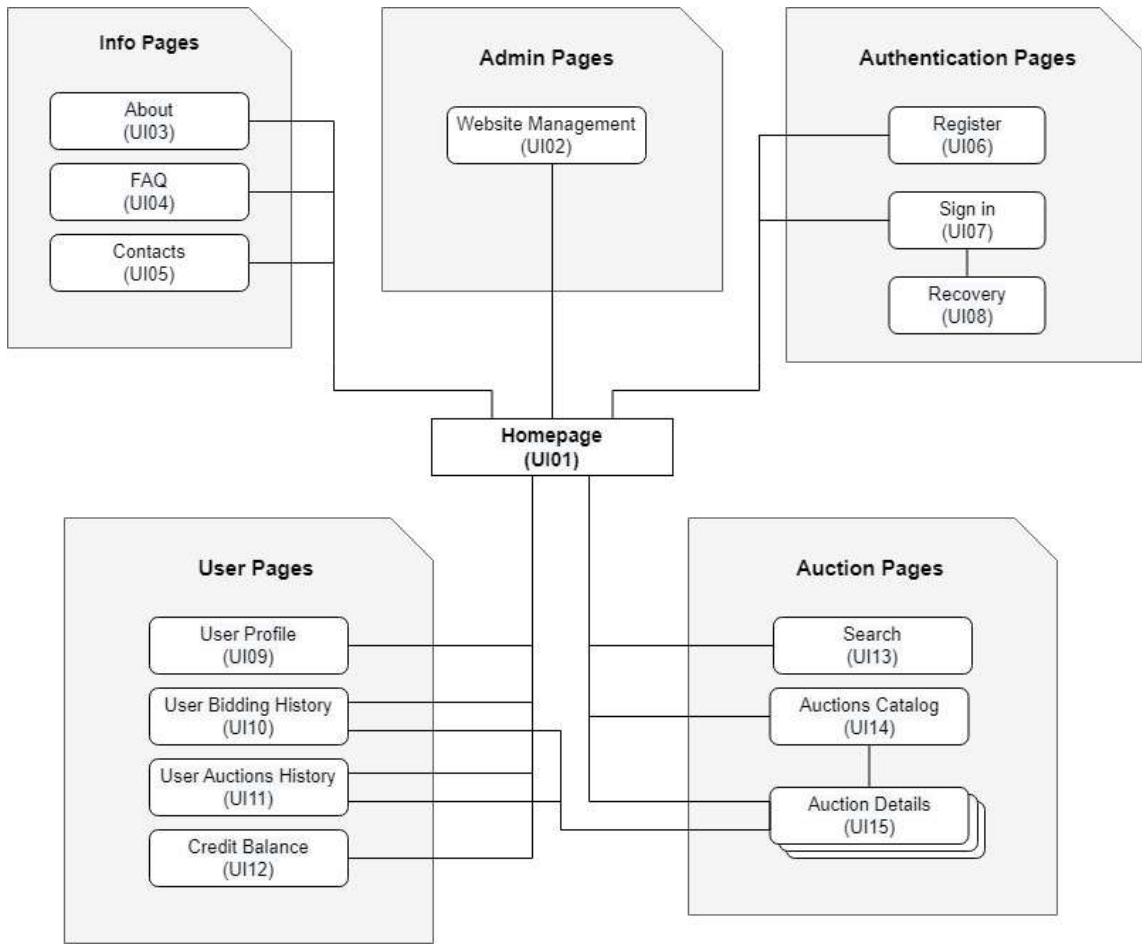 Info Pages
About
(UI03)
FAQ
(UI04)
Contacts
(UI05)
Admin Pages
Website Management
(UI02)
Authentication Pages
Register
(UI06)
Sign in
(UI07)
Recovery
(UI08)
Homepage
(UI01)
User Pages
User Profile
(UI09)
User Bidding History
(UI10)
User Auctions History
(UI11)
Credit Balance
(UI12)
Auction Pages
Search
(UI13)
Auctions Catalog
(UI14)
Auction Details
(UI15)